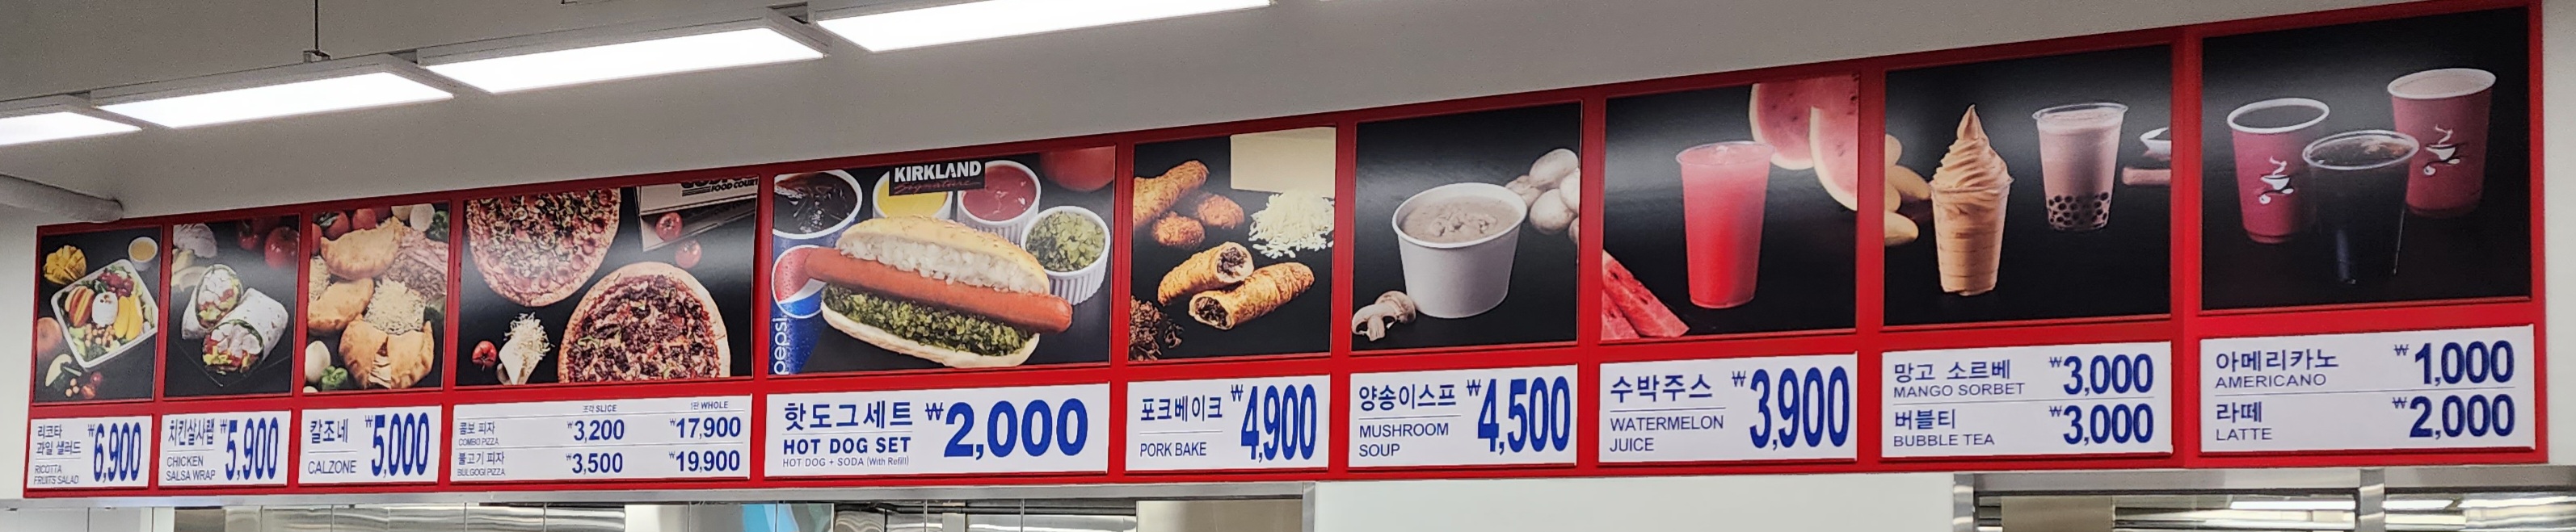 FOOD COURT
KIRKLAND
Signature
pepsi
리코타
과일 샐러드
RICOTTA
FRUITS SALAD
₩6,900
치킨살사랩
CHICKEN
SALSA WRAP
₩5,900
칼조네
CALZONE
₩5,000
조각 SLICE
1판 WHOLE
콤보 피자
COMBO PIZZA
₩3,200
₩17,900
불고기 피자
BULGOGI PIZZA
₩3,500
₩19,900
핫도그세트
HOT DOG SET
HOT DOG + SODA (With Refill)
₩2,000
포크베이크
PORK BAKE
₩4,900
양송이스프
MUSHROOM
SOUP
₩4,500
수박주스
WATERMELON
JUICE
₩3,900
망고 소르베
MANGO SORBET
₩3,000
버블티
BUBBLE TEA
₩3,000
아메리카노
AMERICANO
₩1,000
라떼
LATTE
₩2,000